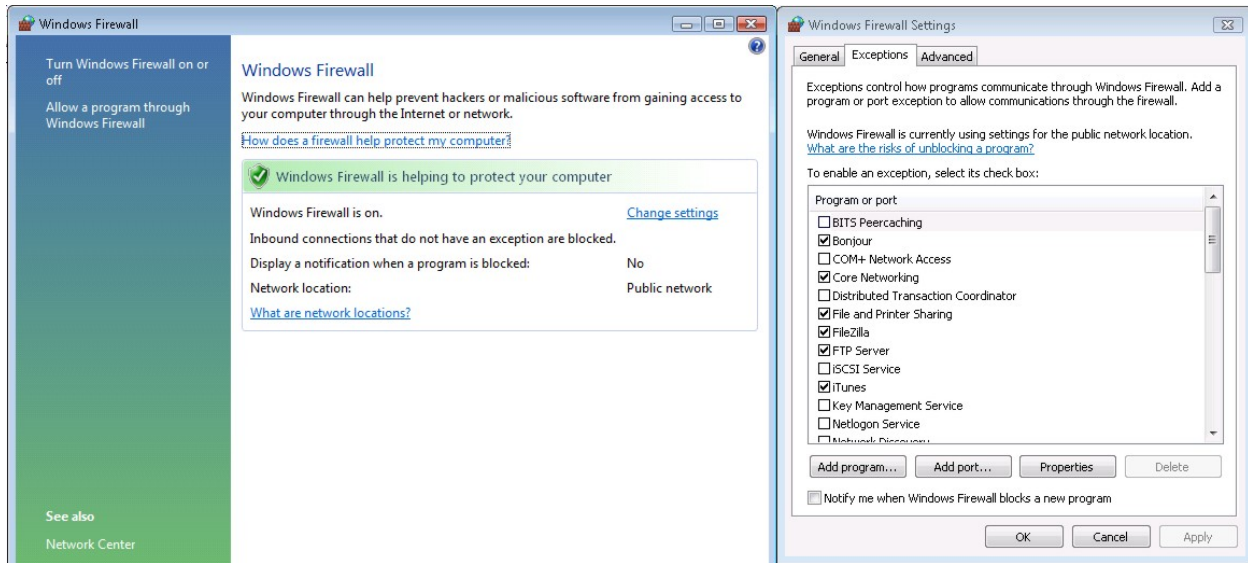 Windows Firewall
Turn Windows Firewall on or
off
Allow a program through
Windows Firewall
See also
Network Center
Windows Firewall
Windows Firewall can help prevent hackers or malicious software from gaining access to
your computer through the Internet or network.
How does a firewall help protect my computer?
Windows Firewall is helping to protect your computer
Windows Firewall is on. Change settings
Inbound connections that do not have an exception are blocked.
Display a notification when a program is blocked: No
Network location: Public network
What are network locations?
Windows Firewall Settings
General Exceptions Advanced
Exceptions control how programs communicate through Windows Firewall. Add a
program or port exception to allow communications through the firewall.
Windows Firewall is currently using settings for the public network location.
What are the risks of unblocking a program?
To enable an exception, select its check box:
Program or port
BITS Peercaching
Bonjour
COM+ Network Access
Core Networking
Distributed Transaction Coordinator
File and Printer Sharing
FileZilla
FTP Server
iSCSI Service
iTunes
Key Management Service
Netlogon Service
Network Discovery
Add program... Add port... Properties Delete
Notify me when Windows Firewall blocks a new program
OK Cancel Apply